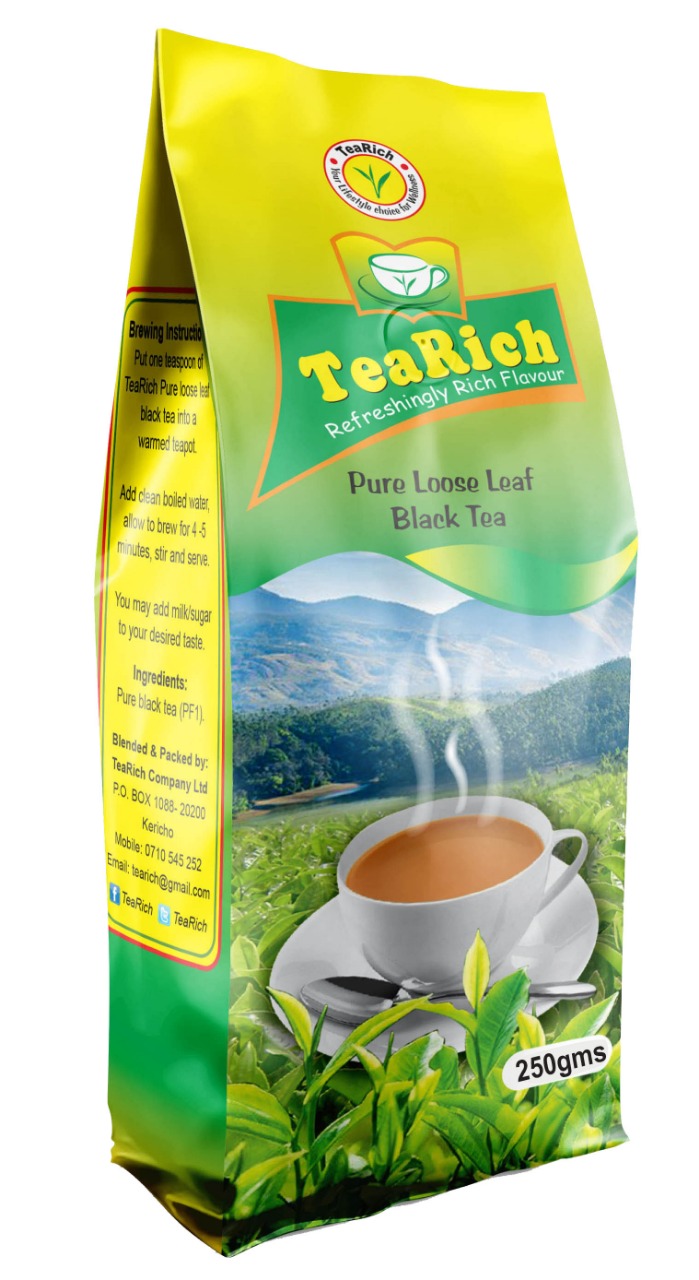 TeaRich
Your Lifestyle choice for Wellness
TeaRich
Refreshingly Rich Flavour
Pure Loose Leaf
Black Tea
250gms
Brewing Instructio
Put one teaspoon of
TeaRich Pure loose leaf
black tea into a
warmed teapot.
Add clean boiled water,
allow to brew for 4 -5
minutes, stir and serve.
You may add milk/sugar
to your desired taste.
Ingredients:
Pure black tea (PF1).
Blended & Packed by:
TeaRich Company Ltd
P.O. BOX 1088- 20200
Kericho
Mobile: 0710 545 252
Email: tearich@gmail.com
f TeaRich TeaRich